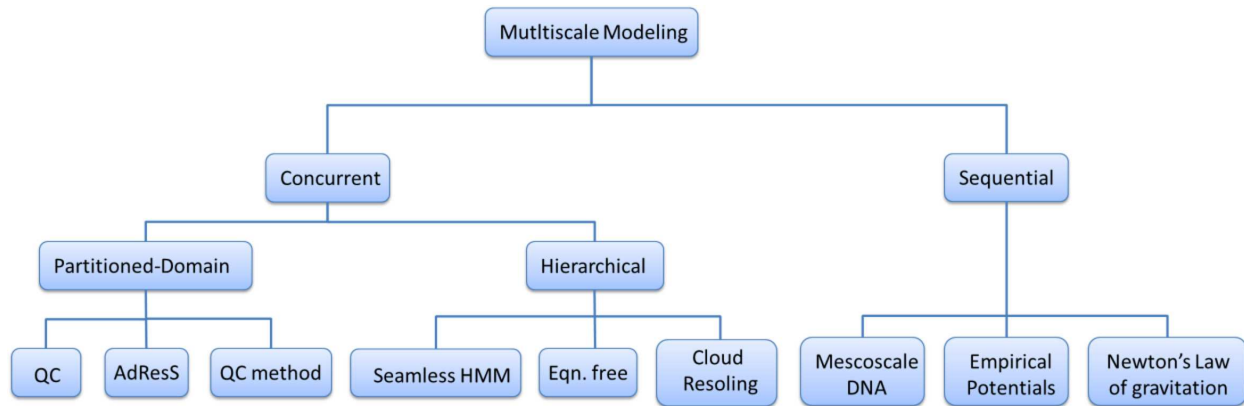 Mutltiscale Modeling
Concurrent
Sequential
Partitioned-Domain
Hierarchical
QC
AdResS
QC method
Seamless HMM
Eqn. free
Cloud
Resoling
Mescoscale
DNA
Empirical
Potentials
Newton's Law
of gravitation